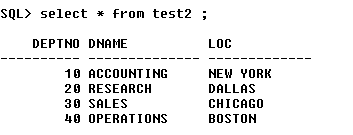 SQL> select * from test2 ;
DEPTNO DNAME LOC
---------- -------------- -------------
10 ACCOUNTING NEW YORK
20 RESEARCH DALLAS
30 SALES CHICAGO
40 OPERATIONS BOSTON